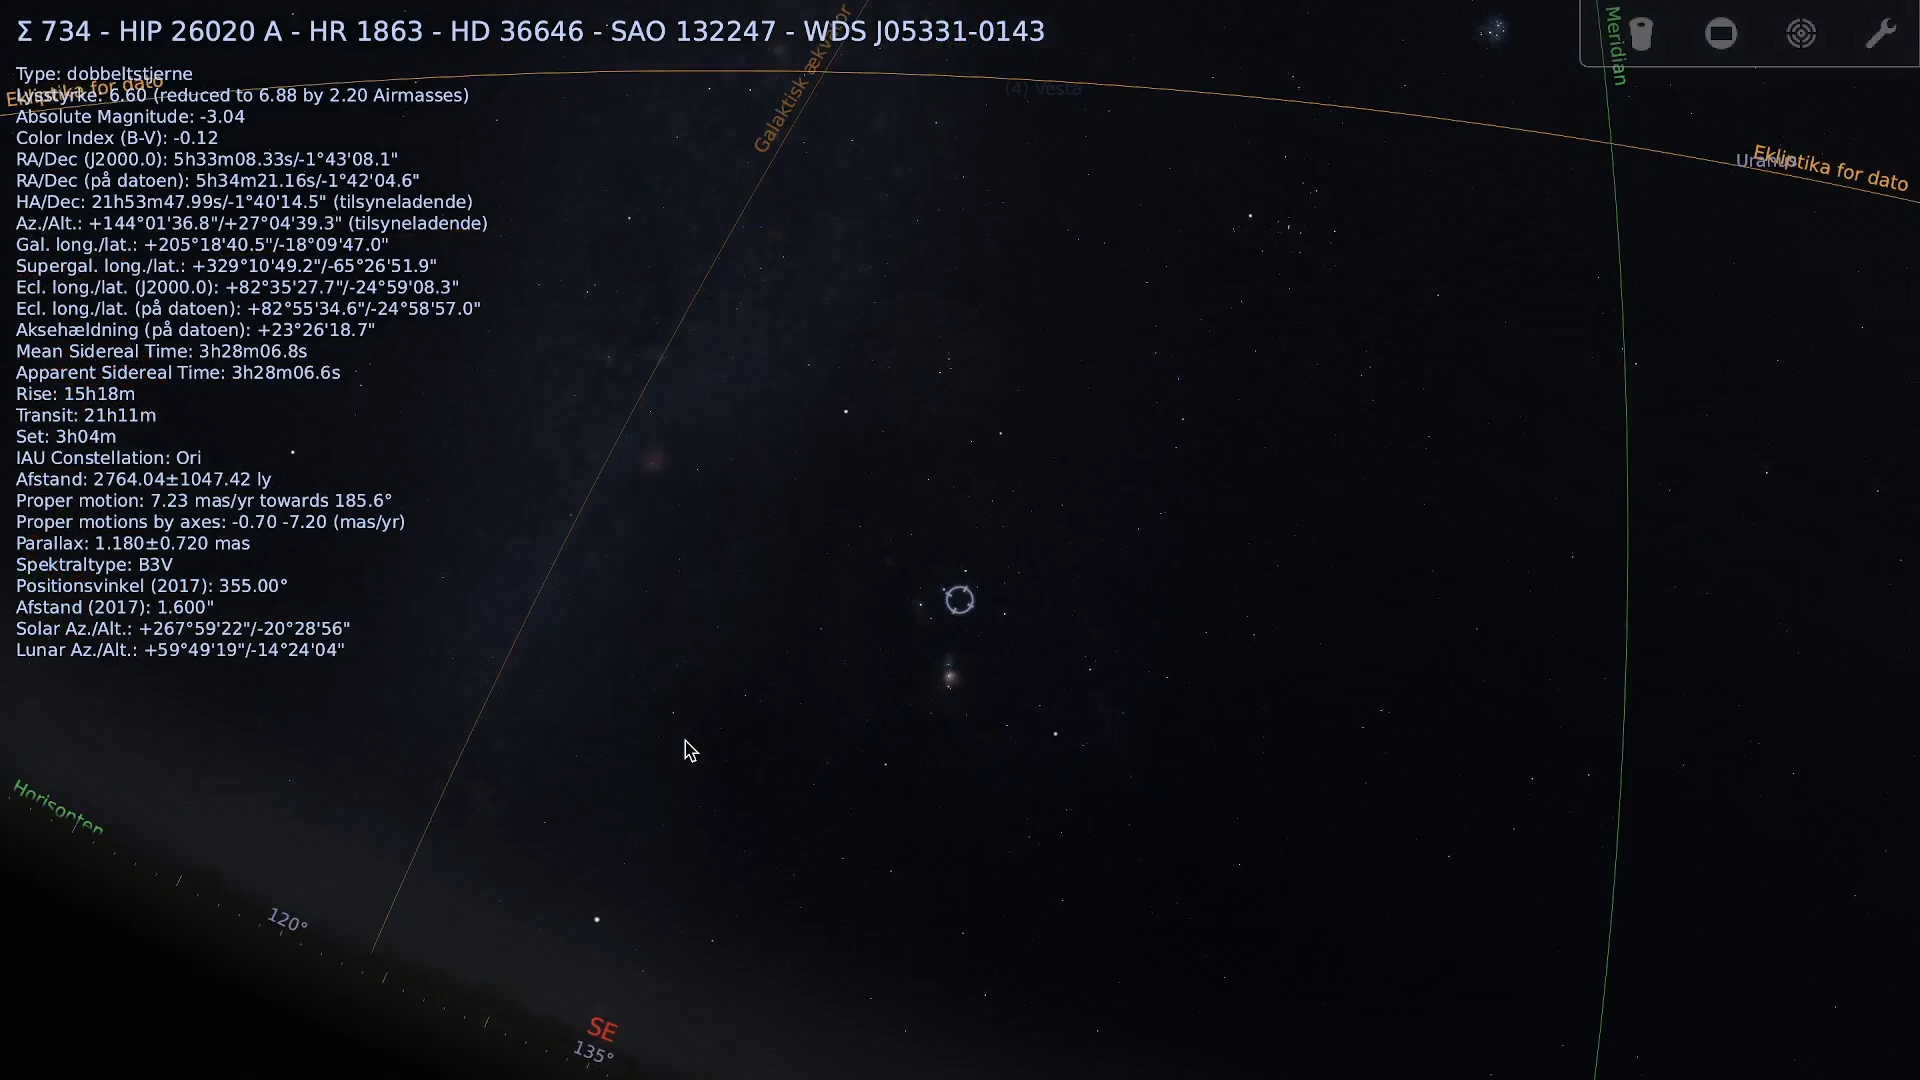 Σ 734 - HIP 26020 A - HR 1863 - HD 36646 - SAO 132247 - WDS J05331-0143
Type: dobbeltstjerne
Ekliptika for dato
Lysstyrke: 6.60 (reduced to 6.88 by 2.20 Airmasses)
Absolute Magnitude: -3.04
Color Index (B-V): -0.12
RA/Dec (J2000.0): 5h33m08.33s/-1°43'08.1"
RA/Dec (på datoen): 5h34m21.16s/-1°42'04.6"
HA/Dec: 21h53m47.99s/-1°40'14.5" (tilsyneladende)
Az./Alt.: +144°01'36.8"/+27°04'39.3" (tilsyneladende)
Gal. long./lat.: +205°18'40.5"/-18°09'47.0"
Supergal. long./lat.: +329°10'49.2"/-65°26'51.9"
Ecl. long./lat. (J2000.0): +82°35'27.7"/-24°59'08.3"
Ecl. long./lat. (på datoen): +82°55'34.6"/-24°58'57.0"
Aksehældning (på datoen): +23°26'18.7"
Mean Sidereal Time: 3h28m06.8s
Apparent Sidereal Time: 3h28m06.6s
Rise: 15h18m
Transit: 21h11m
Set: 3h04m
IAU Constellation: Ori
Afstand: 2764.04±1047.42 ly
Proper motion: 7.23 mas/yr towards 185.6°
Proper motions by axes: -0.70 -7.20 (mas/yr)
Parallax: 1.180±0.720 mas
Spektraltype: B3V
Positionsvinkel (2017): 355.00°
Afstand (2017): 1.600"
Solar Az./Alt.: +267°59'22"/-20°28'56"
Lunar Az./Alt.: +59°49'19"/-14°24'04"
Galaktisk ækvator
(4) Vesta
Meridian
Uranus
Ekliptika for dato
Horisonten
120°
SE
135°